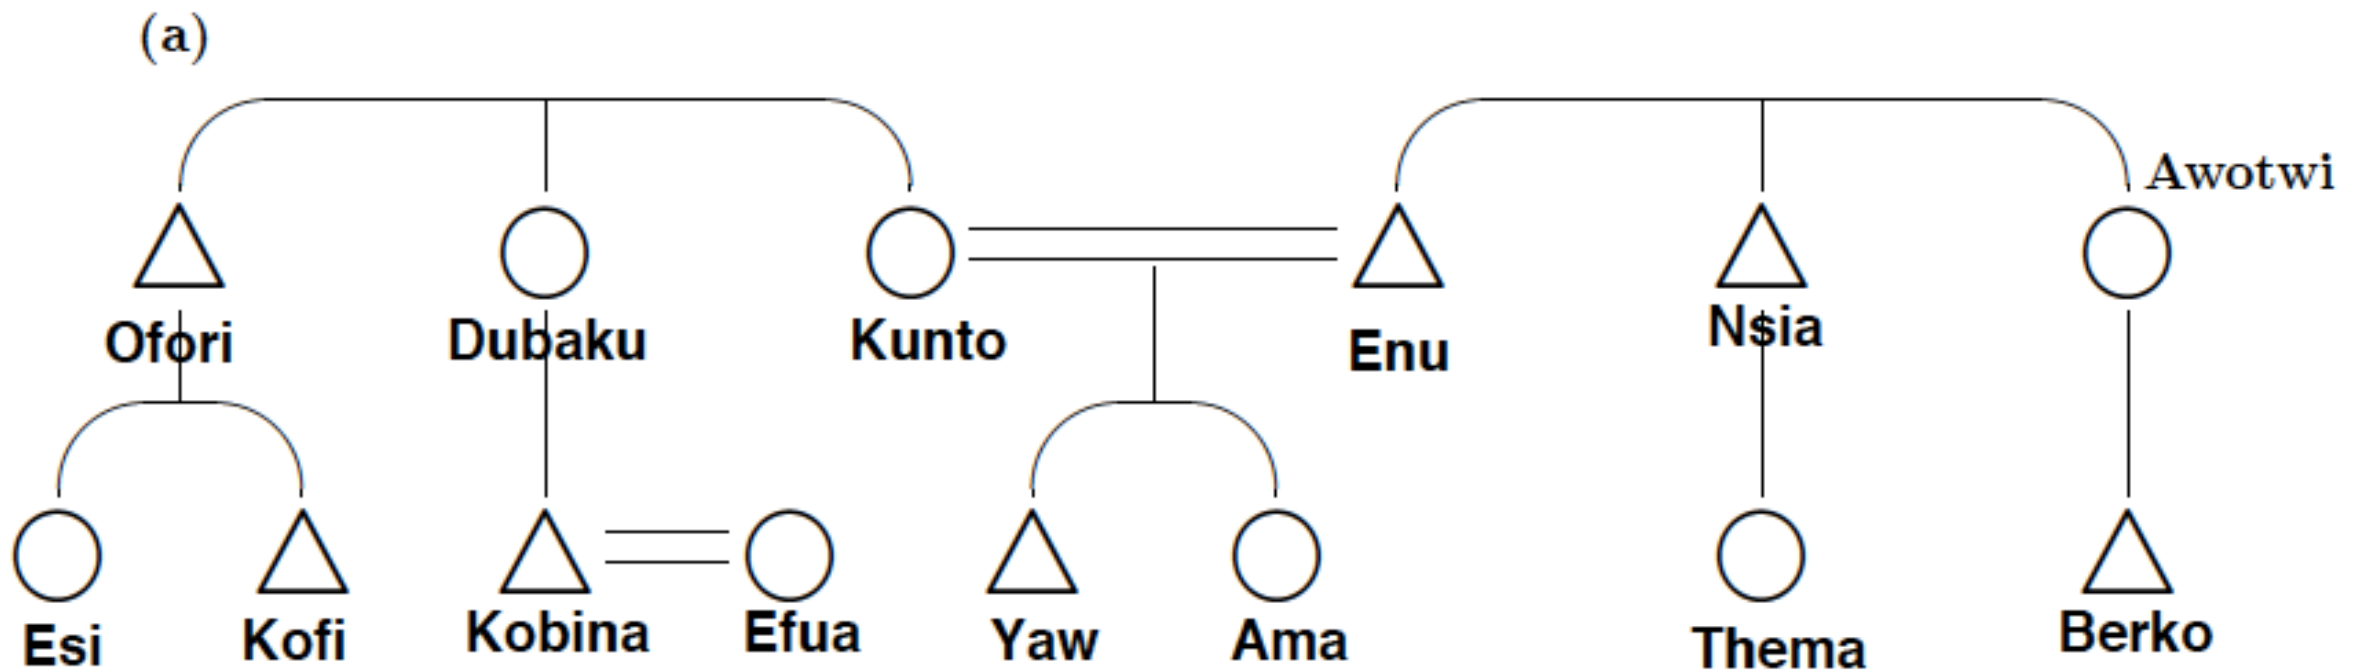 (a)
Awotwi
Ofori Dubaku Kunto Enu Nsia
Esi Kofi Kobina Efua Yaw Ama Thema Berko